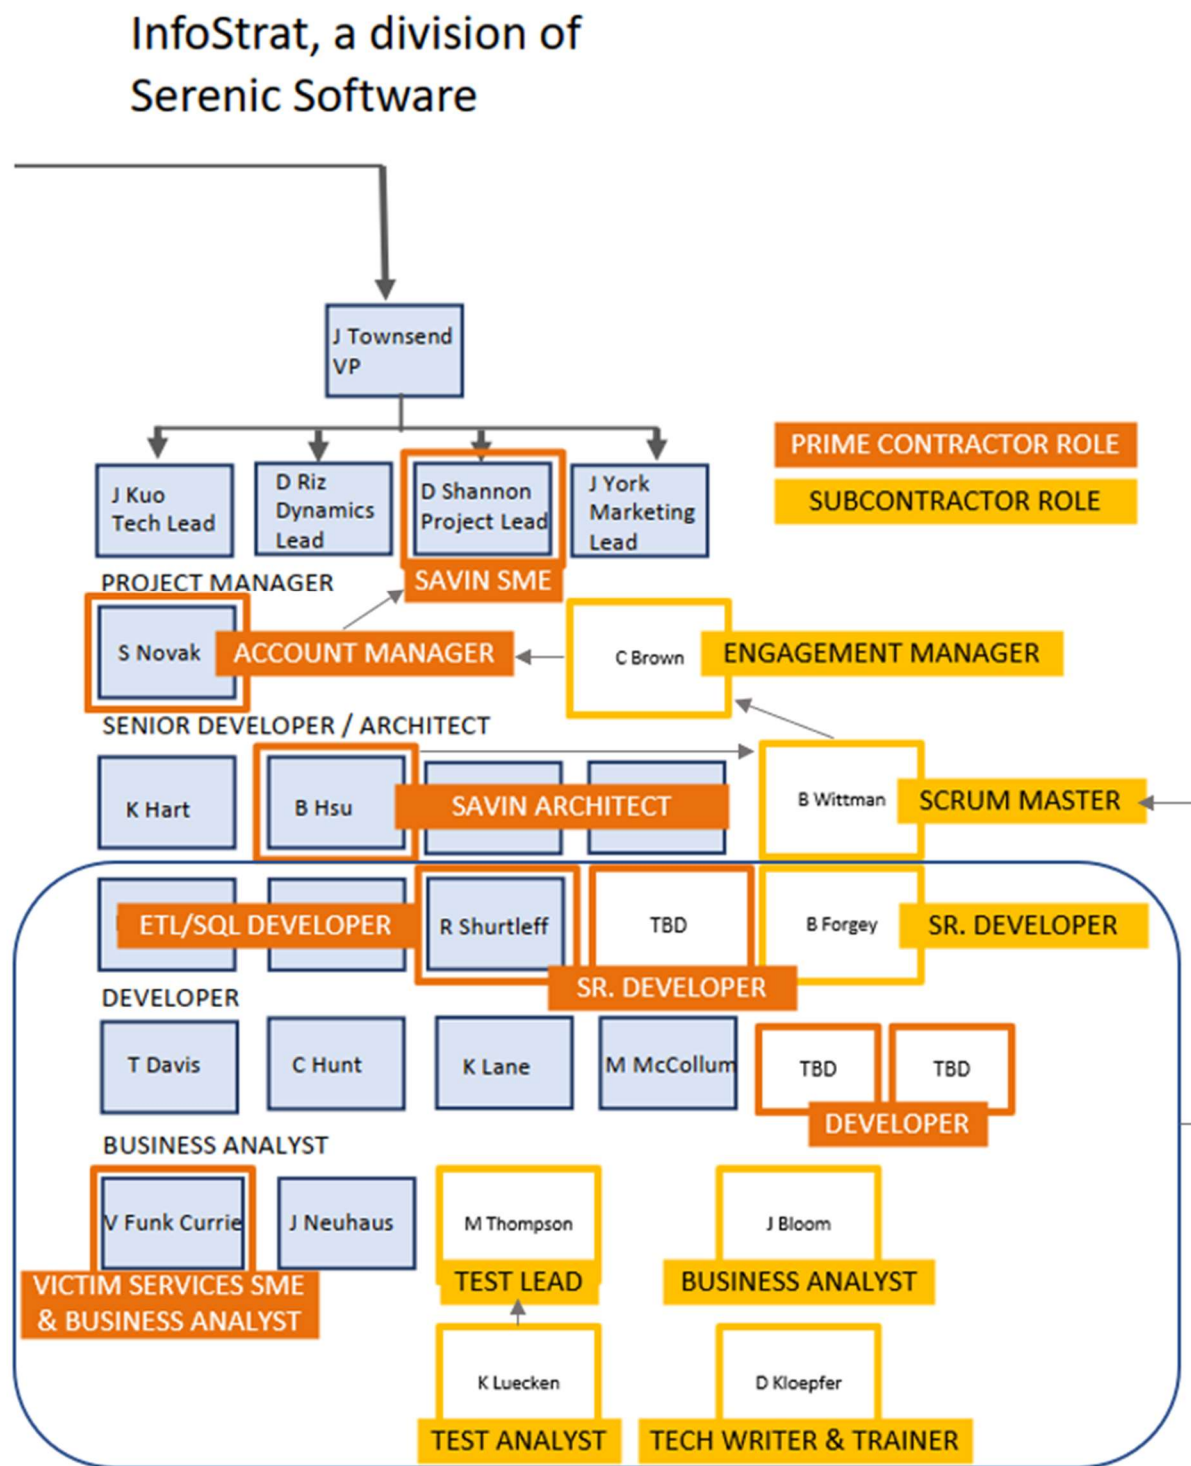 InfoStrat, a division of
Serenic Software
J Townsend
VP
J Kuo
Tech Lead
D Riz
Dynamics
Lead
D Shannon
Project Lead
J York
Marketing
Lead
PRIME CONTRACTOR ROLE
SUBCONTRACTOR ROLE
PROJECT MANAGER
SAVIN SME
S Novak
ACCOUNT MANAGER
C Brown
ENGAGEMENT MANAGER
SENIOR DEVELOPER / ARCHITECT
K Hart
B Hsu
SAVIN ARCHITECT
B Wittman
SCRUM MASTER
ETL/SQL DEVELOPER
R Shurtleff
TBD
B Forgey
SR. DEVELOPER
SR. DEVELOPER
DEVELOPER
T Davis
C Hunt
K Lane
M McCollum
TBD
TBD
DEVELOPER
BUSINESS ANALYST
V Funk Currie
J Neuhaus
M Thompson
J Bloom
VICTIM SERVICES SME
& BUSINESS ANALYST
TEST LEAD
BUSINESS ANALYST
K Luecken
D Kloepfer
TEST ANALYST
TECH WRITER & TRAINER